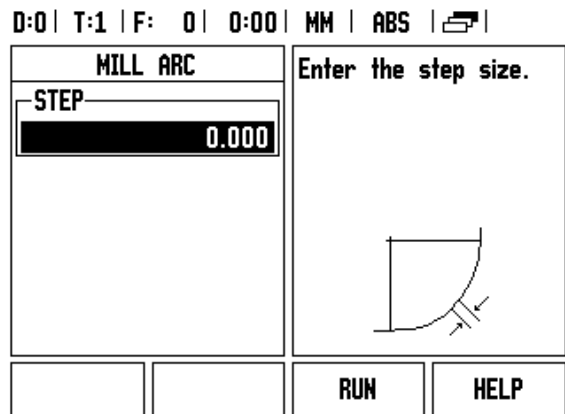 D:0| T:1 |F: 0| 0:00| MM | ABS |
MILL ARC
STEP
0.000
Enter the step size.
RUN
HELP